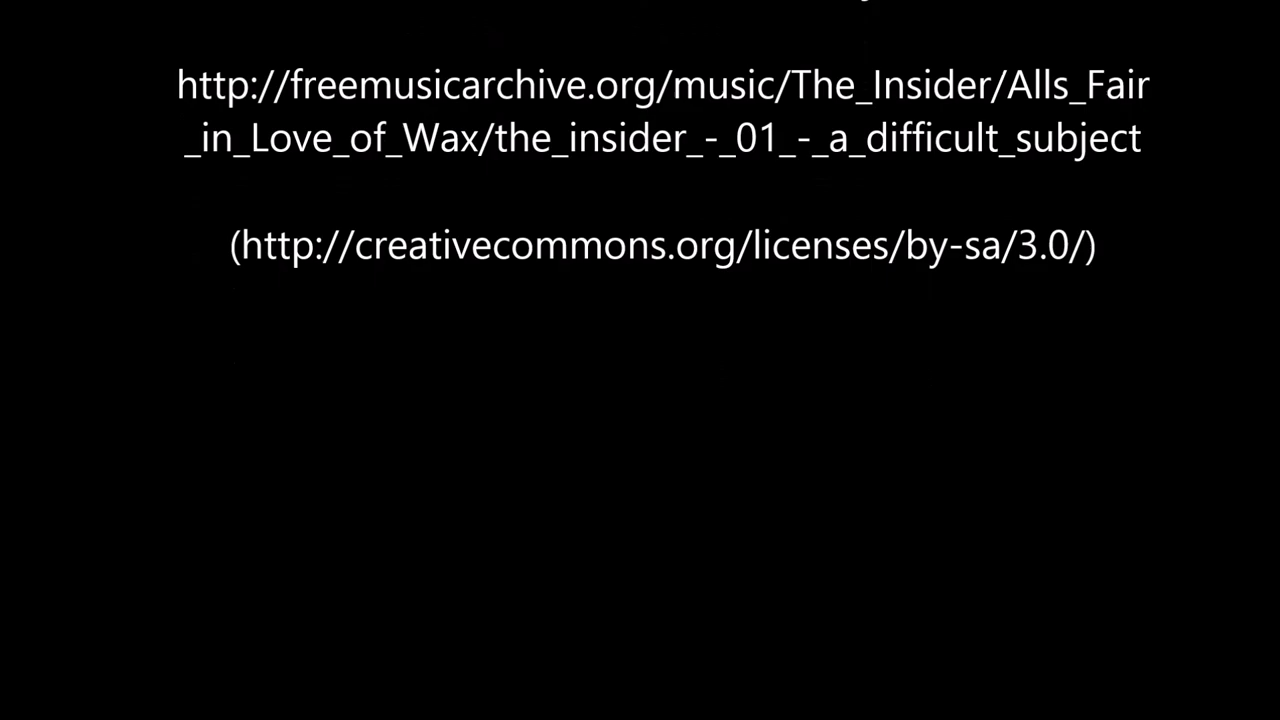 http://freemusicarchive.org/music/The_Insider/Alls_Fair
_in_Love_of_Wax/the_insider_-_01_-_a_difficult_subject
(http://creativecommons.org/licenses/by-sa/3.0/)